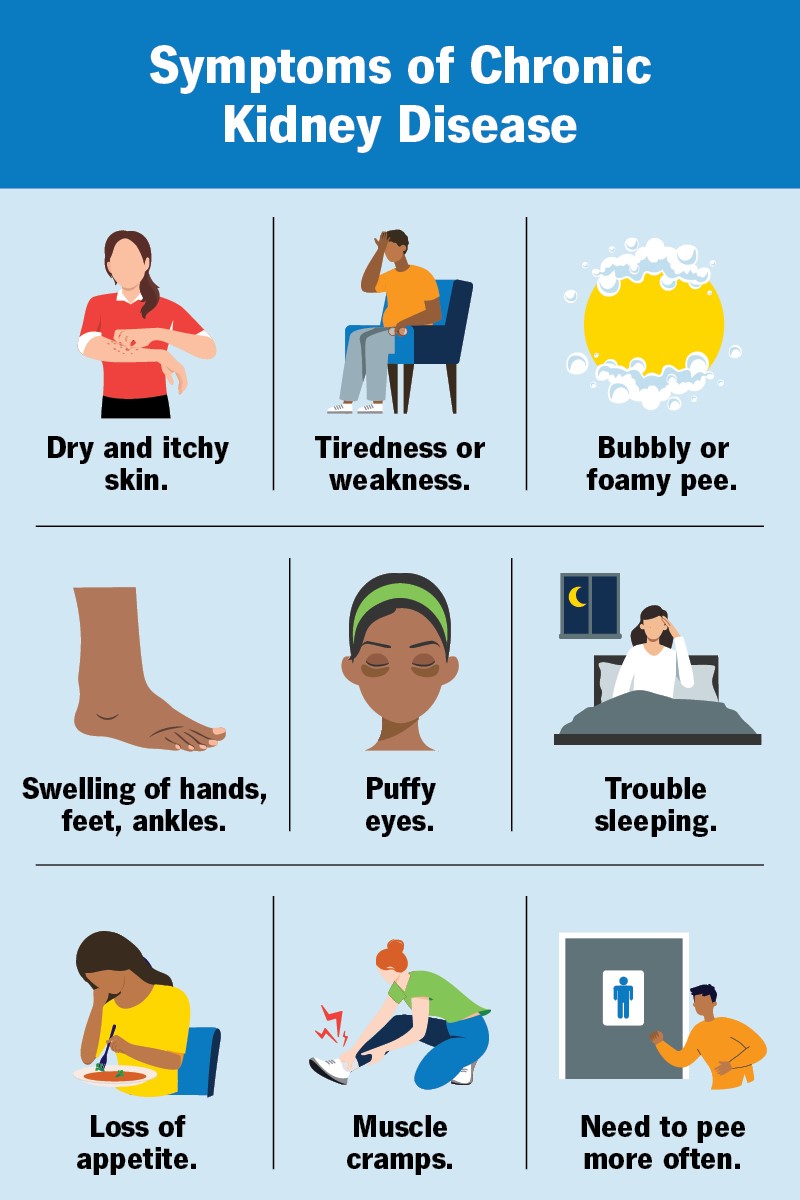 Symptoms of Chronic
Kidney Disease
Dry and itchy
skin.
Tiredness or
weakness.
Bubbly or
foamy pee.
Swelling of hands,
feet, ankles.
Puffy
eyes.
Trouble
sleeping.
Loss of
appetite.
Muscle
cramps.
Need to pee
more often.